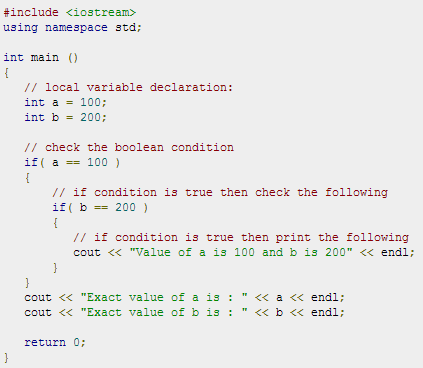 #include <iostream>
using namespace std;

int main ()
{
   // local variable declaration:
   int a = 100;
   int b = 200;

   // check the boolean condition
   if( a == 100 )
   {
       // if condition is true then check the following
       if( b == 200 )
       {
          // if condition is true then print the following
          cout << "Value of a is 100 and b is 200" << endl;
       }
   }
   cout << "Exact value of a is : " << a << endl;
   cout << "Exact value of b is : " << b << endl;

   return 0;
}